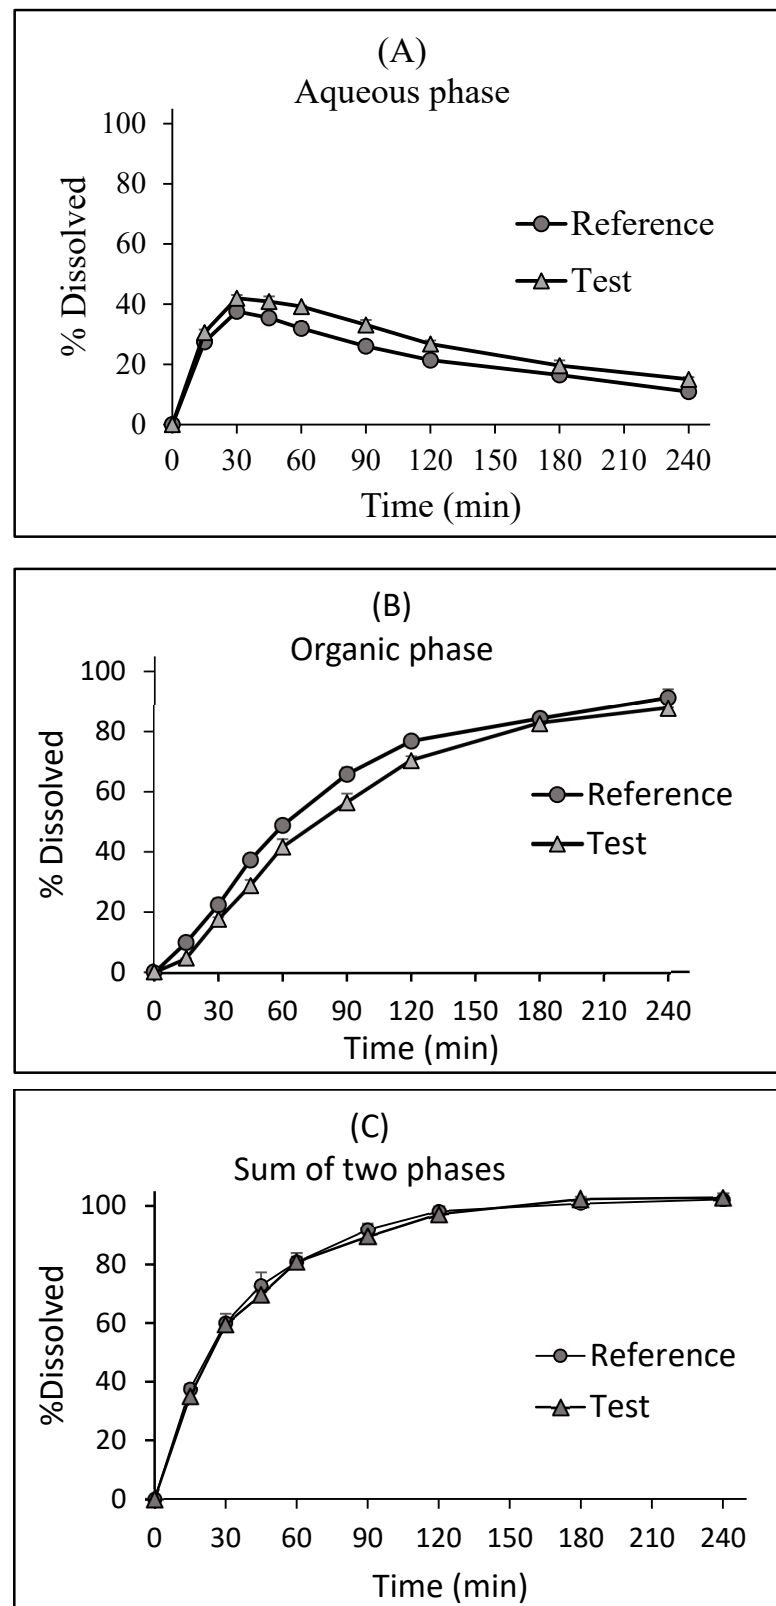 (A)
Aqueous phase
100
80
60
40
20
0
% Dissolved
Reference
Test
0 30 60 90 120 150 180 210 240
Time (min)
(B)
Organic phase
100
80
60
40
20
0
% Dissolved
Reference
Test
0 30 60 90 120 150 180 210 240
Time (min)
(C)
Sum of two phases
100
80
60
40
20
0
%Dissolved
Reference
Test
0 30 60 90 120 150 180 210 240
Time (min)